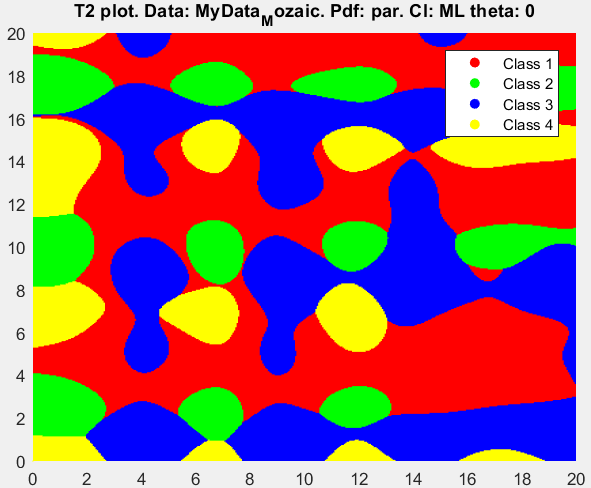 T2 plot. Data: MyData_Mozaic. Pdf: par. Cl: ML theta: 0
20
18
16
14
12
10
8
6
4
2
0
Class 1
Class 2
Class 3
Class 4
0 2 4 6 8 10 12 14 16 18 20